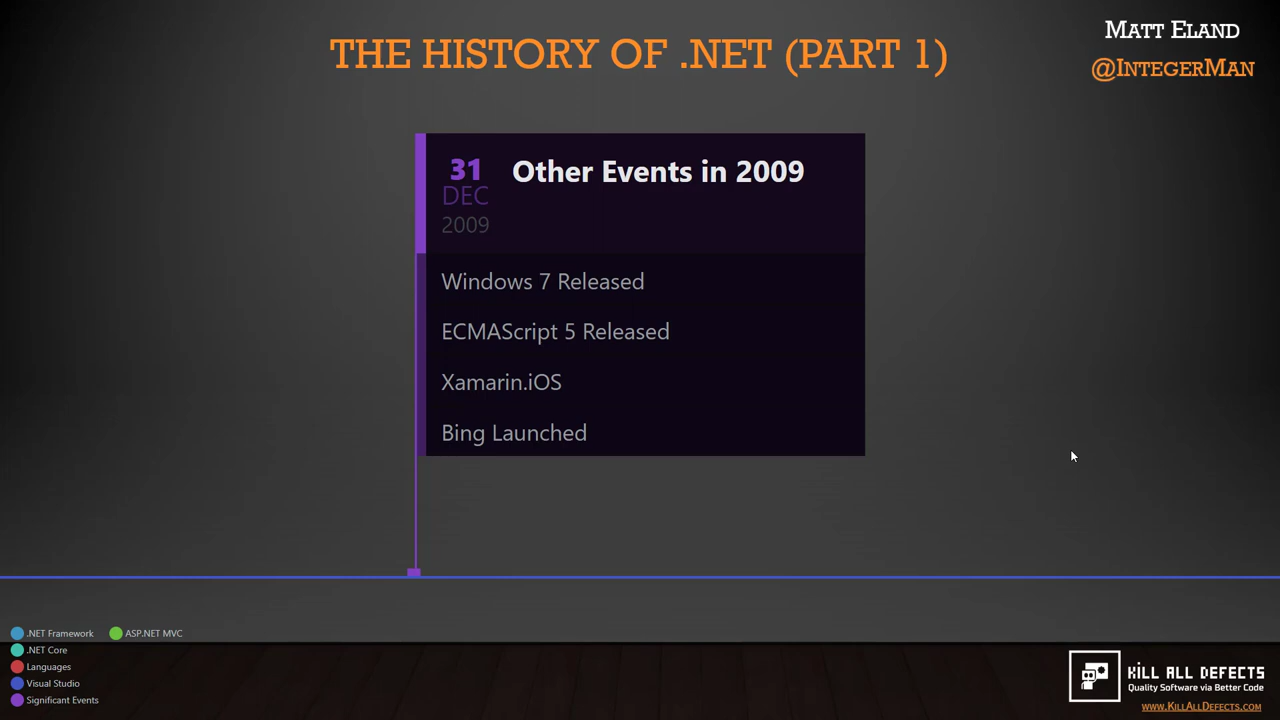 THE HISTORY OF .NET (PART 1)
MATT ELAND
@INTEGERMAN
31
DEC
2009
Other Events in 2009
Windows 7 Released
ECMAScript 5 Released
Xamarin.iOS
Bing Launched
.NET Framework
ASP.NET MVC
.NET Core
Languages
Visual Studio
Significant Events
KILL ALL DEFECTS
Quality Software via Better Code
WWW.KILLALLDEFECTS.COM